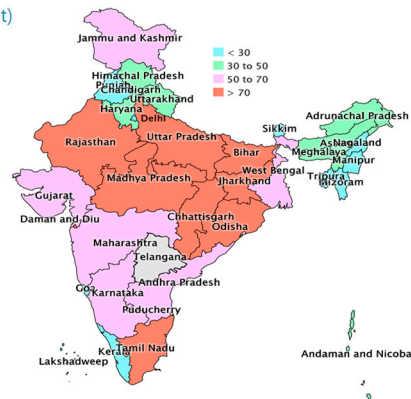 t)
Jammu and Kashmir
< 30
30 to 50
50 to 70
> 70
Himachal Pradesh
Punjab
Chandigarh
Uttarakhand
Haryana
Delhi
Adrunachal Pradesh
Sikkim
Nagaland
Meghalaya
Manipur
Tripura
Mizoram
Rajasthan
Uttar Pradesh
Bihar
West Bengal
Jharkhand
Madhya Pradesh
Gujarat
Daman and Diu
Chhattisgarh
Odisha
Maharashtra
Telangana
Andhra Pradesh
Goa
Karnataka
Puducherry
Tamil Nadu
Kerala
Lakshadweep
Andaman and Nicoba